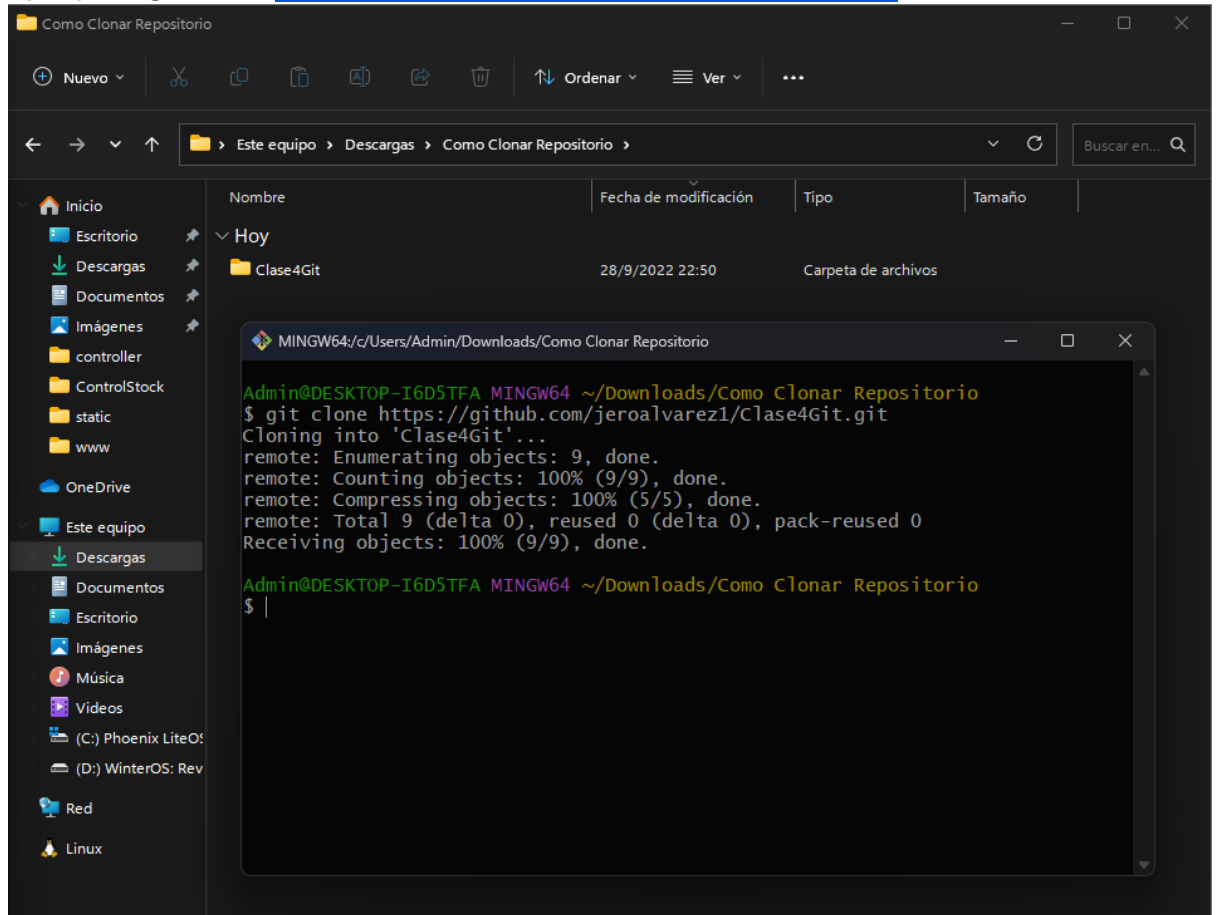 Como Clonar Repositorio
Nuevo
Ordenar
Ver
Este equipo > Descargas > Como Clonar Repositorio >
Buscar en...
Nombre
Fecha de modificación
Tipo
Tamaño
Inicio
Escritorio
Descargas
Documentos
Imágenes
controller
ControlStock
static
www
OneDrive
Este equipo
Descargas
Documentos
Escritorio
Imágenes
Música
Videos
(C:) Phoenix LiteOS
(D:) WinterOS: Rev
Red
Linux
Hoy
Clase4Git
28/9/2022 22:50
Carpeta de archivos
MINGW64:/c/Users/Admin/Downloads/Como Clonar Repositorio
Admin@DESKTOP-I6D5TFA MINGW64 ~/Downloads/Como Clonar Repositorio
$ git clone https://github.com/jeroalvarez1/Clase4Git.git
Cloning into 'Clase4Git'...
remote: Enumerating objects: 9, done.
remote: Counting objects: 100% (9/9), done.
remote: Compressing objects: 100% (5/5), done.
remote: Total 9 (delta 0), reused 0 (delta 0), pack-reused 0
Receiving objects: 100% (9/9), done.
Admin@DESKTOP-I6D5TFA MINGW64 ~/Downloads/Como Clonar Repositorio
$